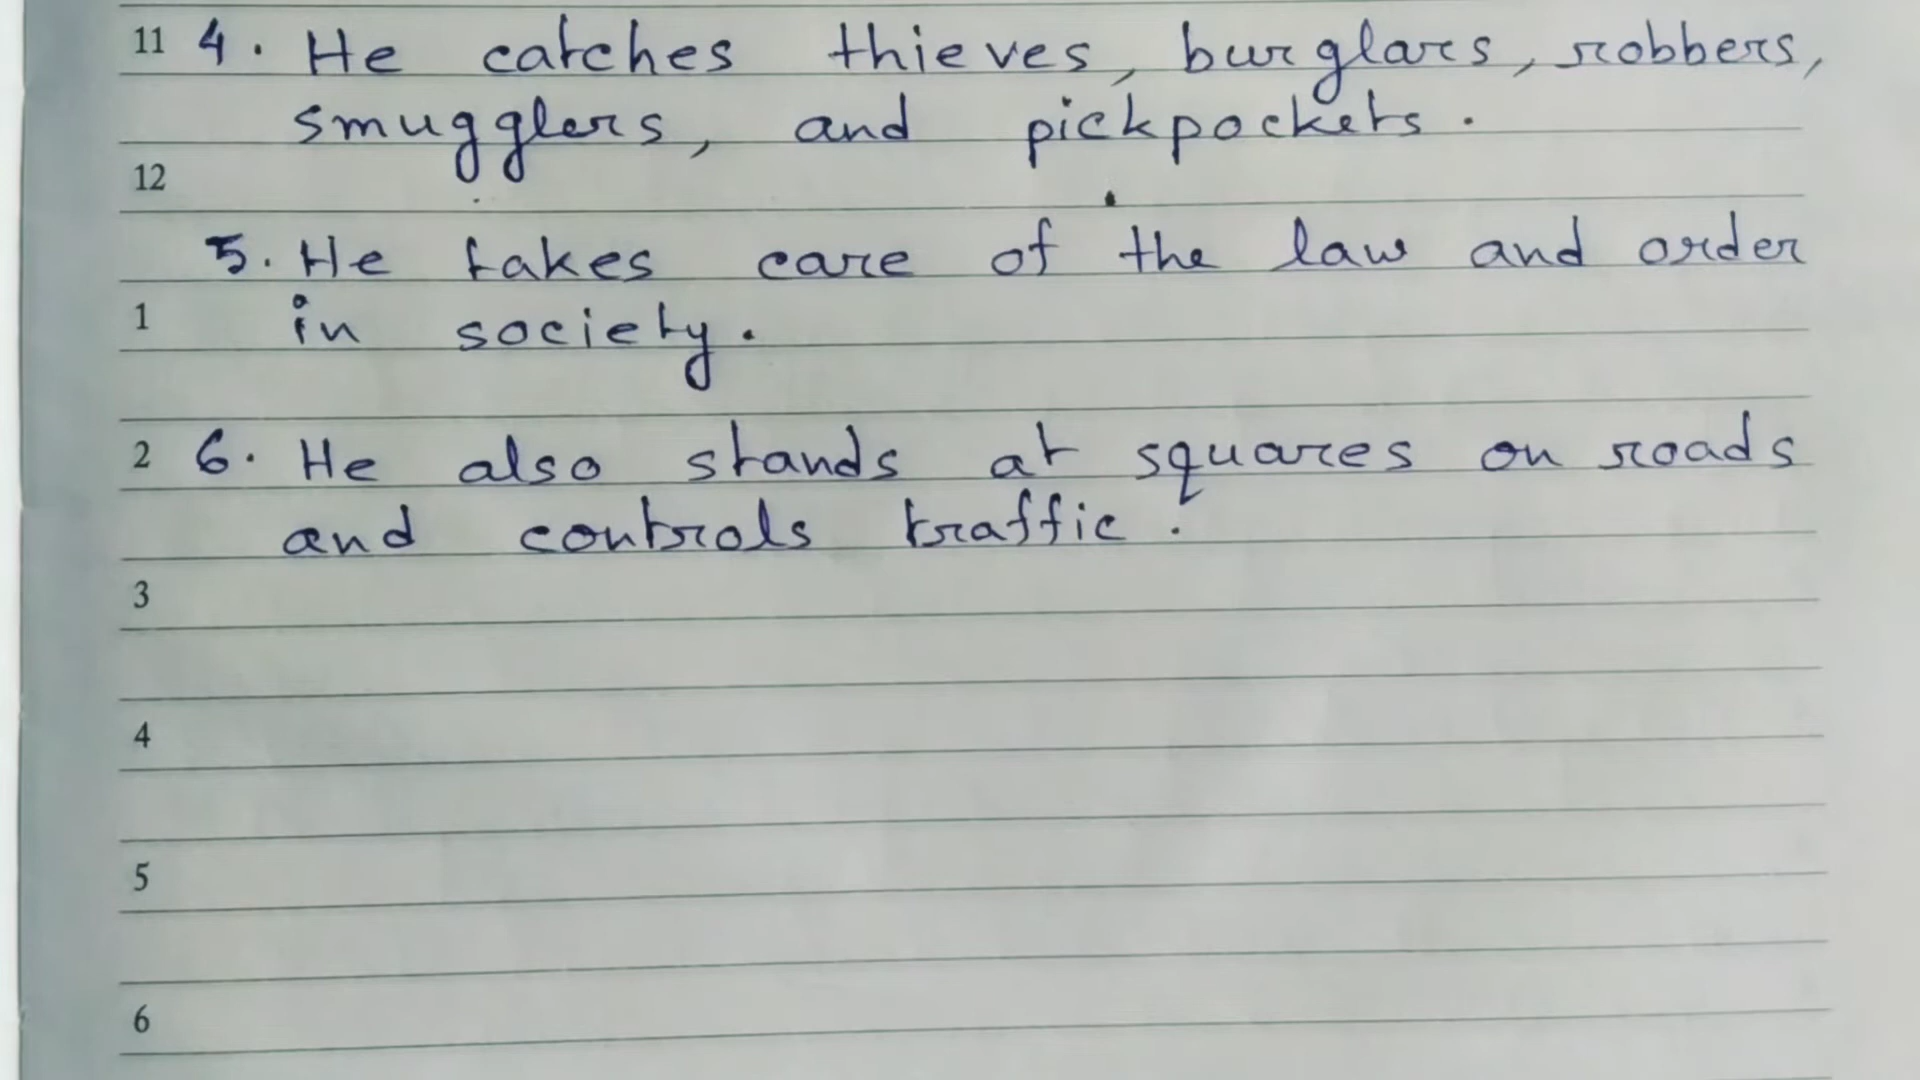 11 4. He catches thieves, burglars, robbers,
smugglers, and pickpockets.
12
5. He takes care of the law and order
1 in society.
2 6. He also stands at squares on roads
and controls traffic.
3
4
5
6